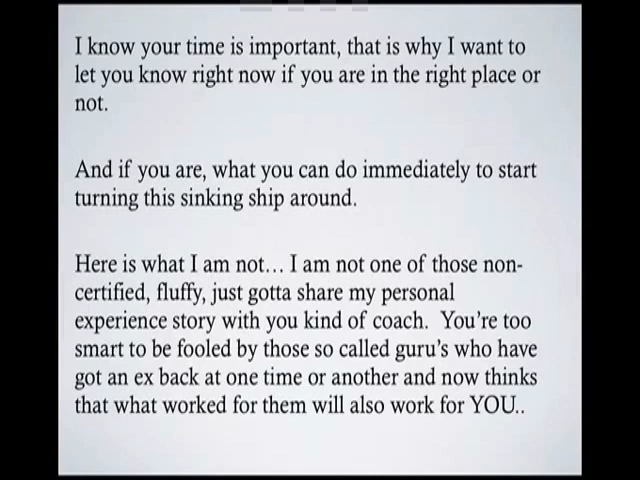 I know your time is important, that is why I want to
let you know right now if you are in the right place or
not.
And if you are, what you can do immediately to start
turning this sinking ship around.
Here is what I am not... I am not one of those non-
certified, fluffy, just gotta share my personal
experience story with you kind of coach.  You're too
smart to be fooled by those so called guru's who have
got an ex back at one time or another and now thinks
that what worked for them will also work for YOU..